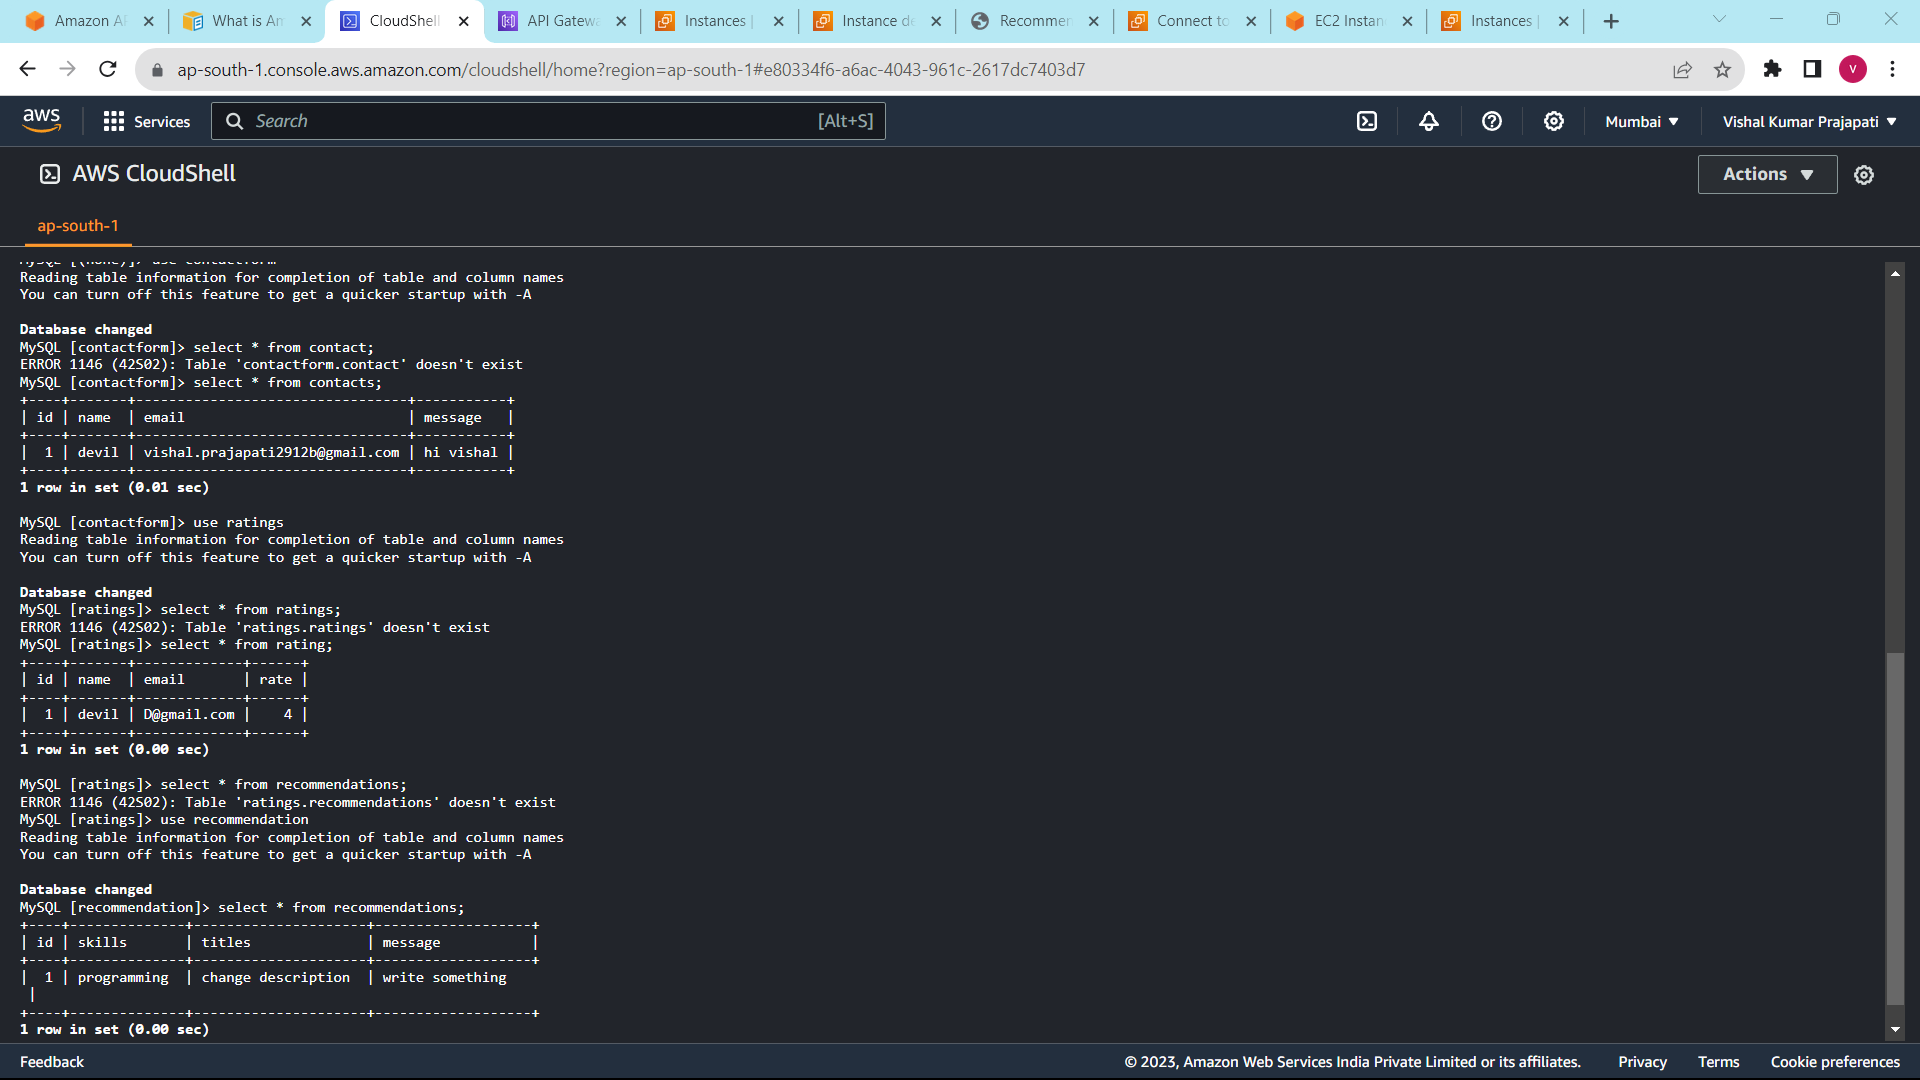 Amazon AF
What is Am
CloudShell
API Gatewa
Instances |
Instance de
Recommen
Connect to
EC2 Instan
Instances |
ap-south-1.console.aws.amazon.com/cloudshell/home?region=ap-south-1#e80334f6-a6ac-4043-961c-2617dc7403d7
V
aws
Services
Search
[Alt+S]
Mumbai
Vishal Kumar Prajapati
AWS CloudShell
Actions
ap-south-1
MySQL [(none)]> use contactform
Reading table information for completion of table and column names
You can turn off this feature to get a quicker startup with -A
Database changed
MySQL [contactform]> select * from contact;
ERROR 1146 (42S02): Table 'contactform.contact' doesn't exist
MySQL [contactform]> select * from contacts;
+----+-------+---------------------------------+-----------+
| id | name  | email                           | message   |
+----+-------+---------------------------------+-----------+
|  1 | devil | vishal.prajapati2912b@gmail.com | hi vishal |
+----+-------+---------------------------------+-----------+
1 row in set (0.01 sec)
MySQL [contactform]> use ratings
Reading table information for completion of table and column names
You can turn off this feature to get a quicker startup with -A
Database changed
MySQL [ratings]> select * from ratings;
ERROR 1146 (42S02): Table 'ratings.ratings' doesn't exist
MySQL [ratings]> select * from rating;
+----+-------+-------------+------+
| id | name  | email       | rate |
+----+-------+-------------+------+
|  1 | devil | D@gmail.com |    4 |
+----+-------+-------------+------+
1 row in set (0.00 sec)
MySQL [ratings]> select * from recommendations;
ERROR 1146 (42S02): Table 'ratings.recommendations' doesn't exist
MySQL [ratings]> use recommendation
Reading table information for completion of table and column names
You can turn off this feature to get a quicker startup with -A
Database changed
MySQL [recommendation]> select * from recommendations;
+----+--------------+---------------------+-------------------+
| id | skills       | titles              | message           |
+----+--------------+---------------------+-------------------+
|  1 | programming  | change description  | write something
 |
+----+--------------+---------------------+-------------------+
1 row in set (0.00 sec)
Feedback
© 2023, Amazon Web Services India Private Limited or its affiliates.
Privacy
Terms
Cookie preferences